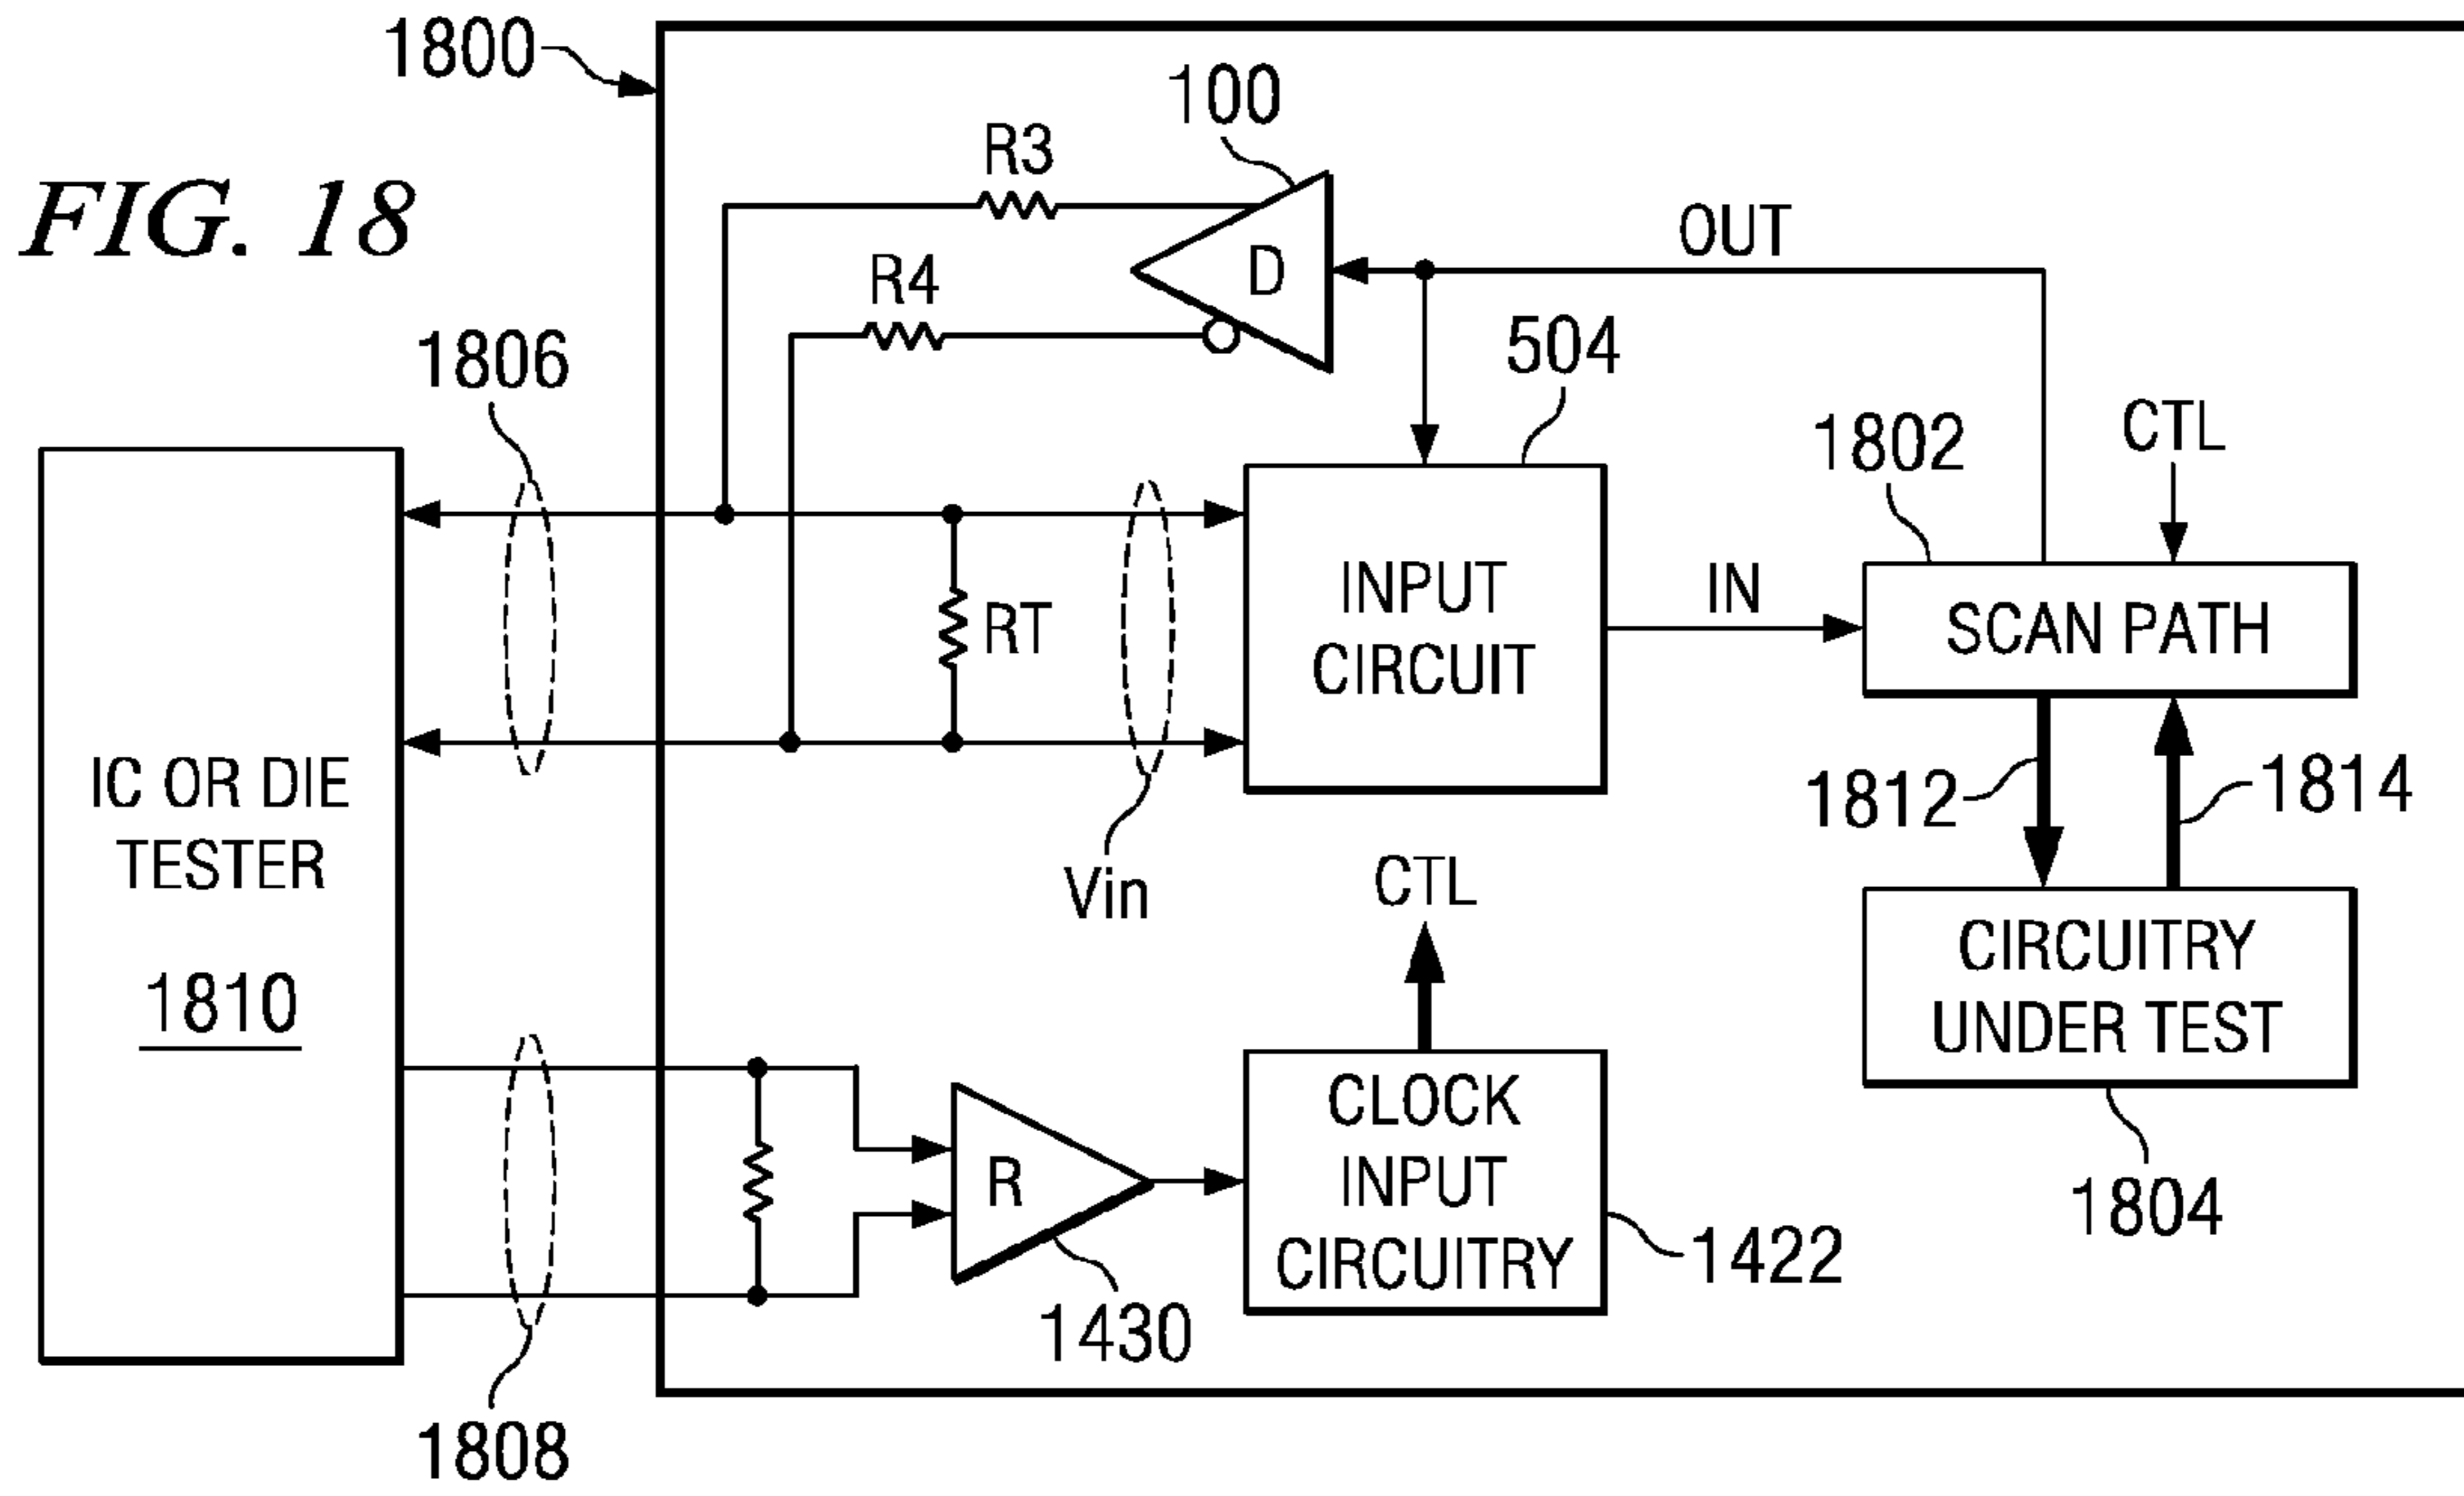 1800
100
R3
FIG. 18
D
OUT
R4
1806
504
1802
CTL
INPUT
CIRCUIT
RT
IN
SCAN PATH
Vin
1812
1814
IC OR DIE
TESTER
1810
CTL
CIRCUITRY
UNDER TEST
CLOCK
INPUT
CIRCUITRY
R
1804
1422
1430
1808